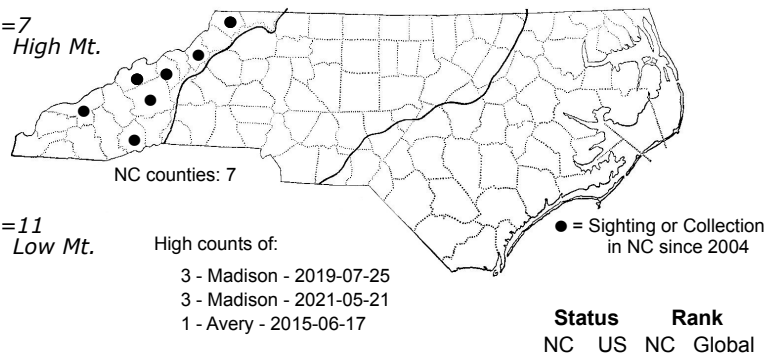 =7
High Mt.
NC counties: 7
=11
Low Mt.
High counts of:
3 - Madison - 2019-07-25
3 - Madison - 2021-05-21
1 - Avery - 2015-06-17
● = Sighting or Collection
in NC since 2004
Status Rank
NC US NC Global